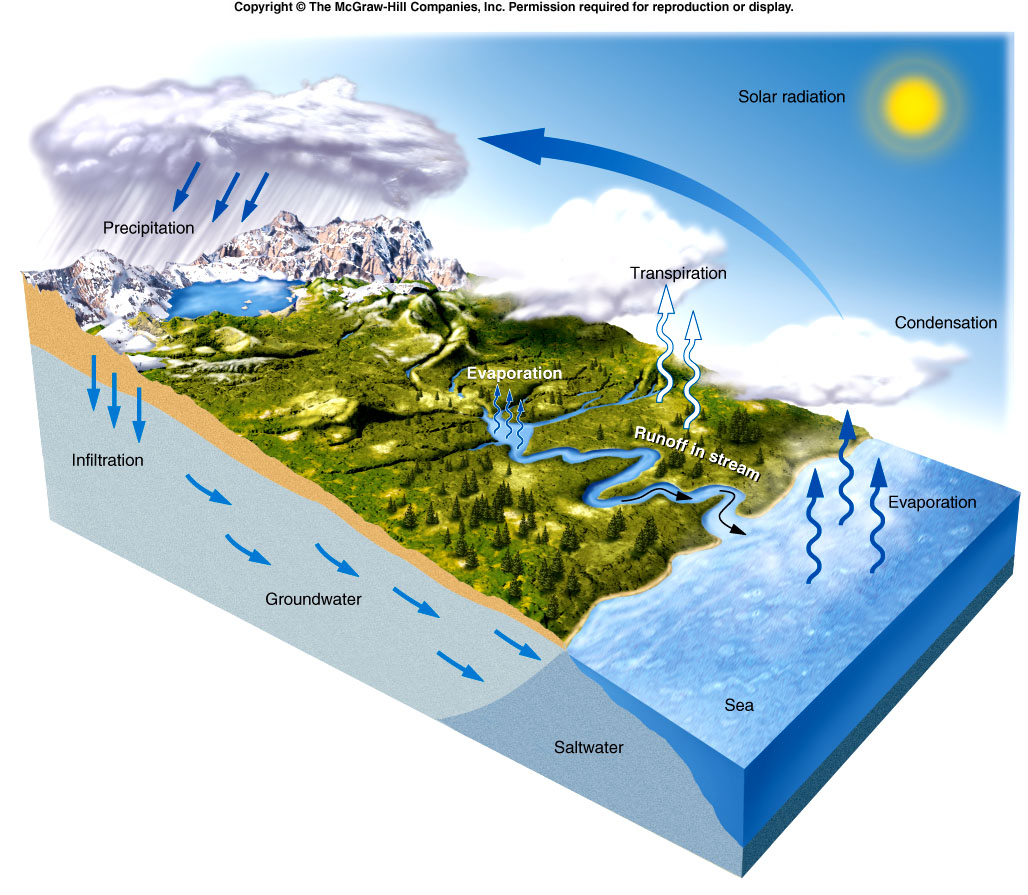 Copyright © The McGraw-Hill Companies, Inc. Permission required for reproduction or display.
Solar radiation
Precipitation
Transpiration
Condensation
Evaporation
Runoff in stream
Infiltration
Evaporation
Groundwater
Sea
Saltwater